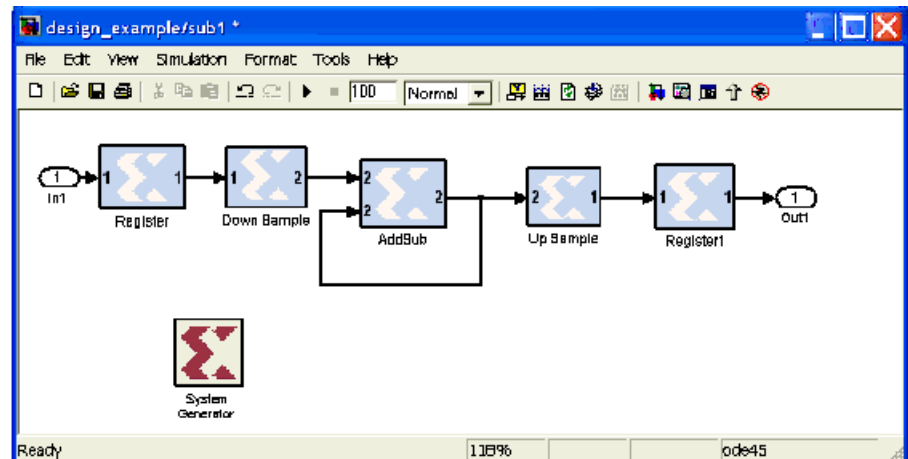 design_example/sub1 *
File Edit View Simulation Format Tools Help
100 Normal
1 In1
1 1 Register
1 2 Down Sample
2 2 2 AddSub
2 1 Up Sample
1 1 Register1
1 Out1
System
Generator
Ready 118% ode45